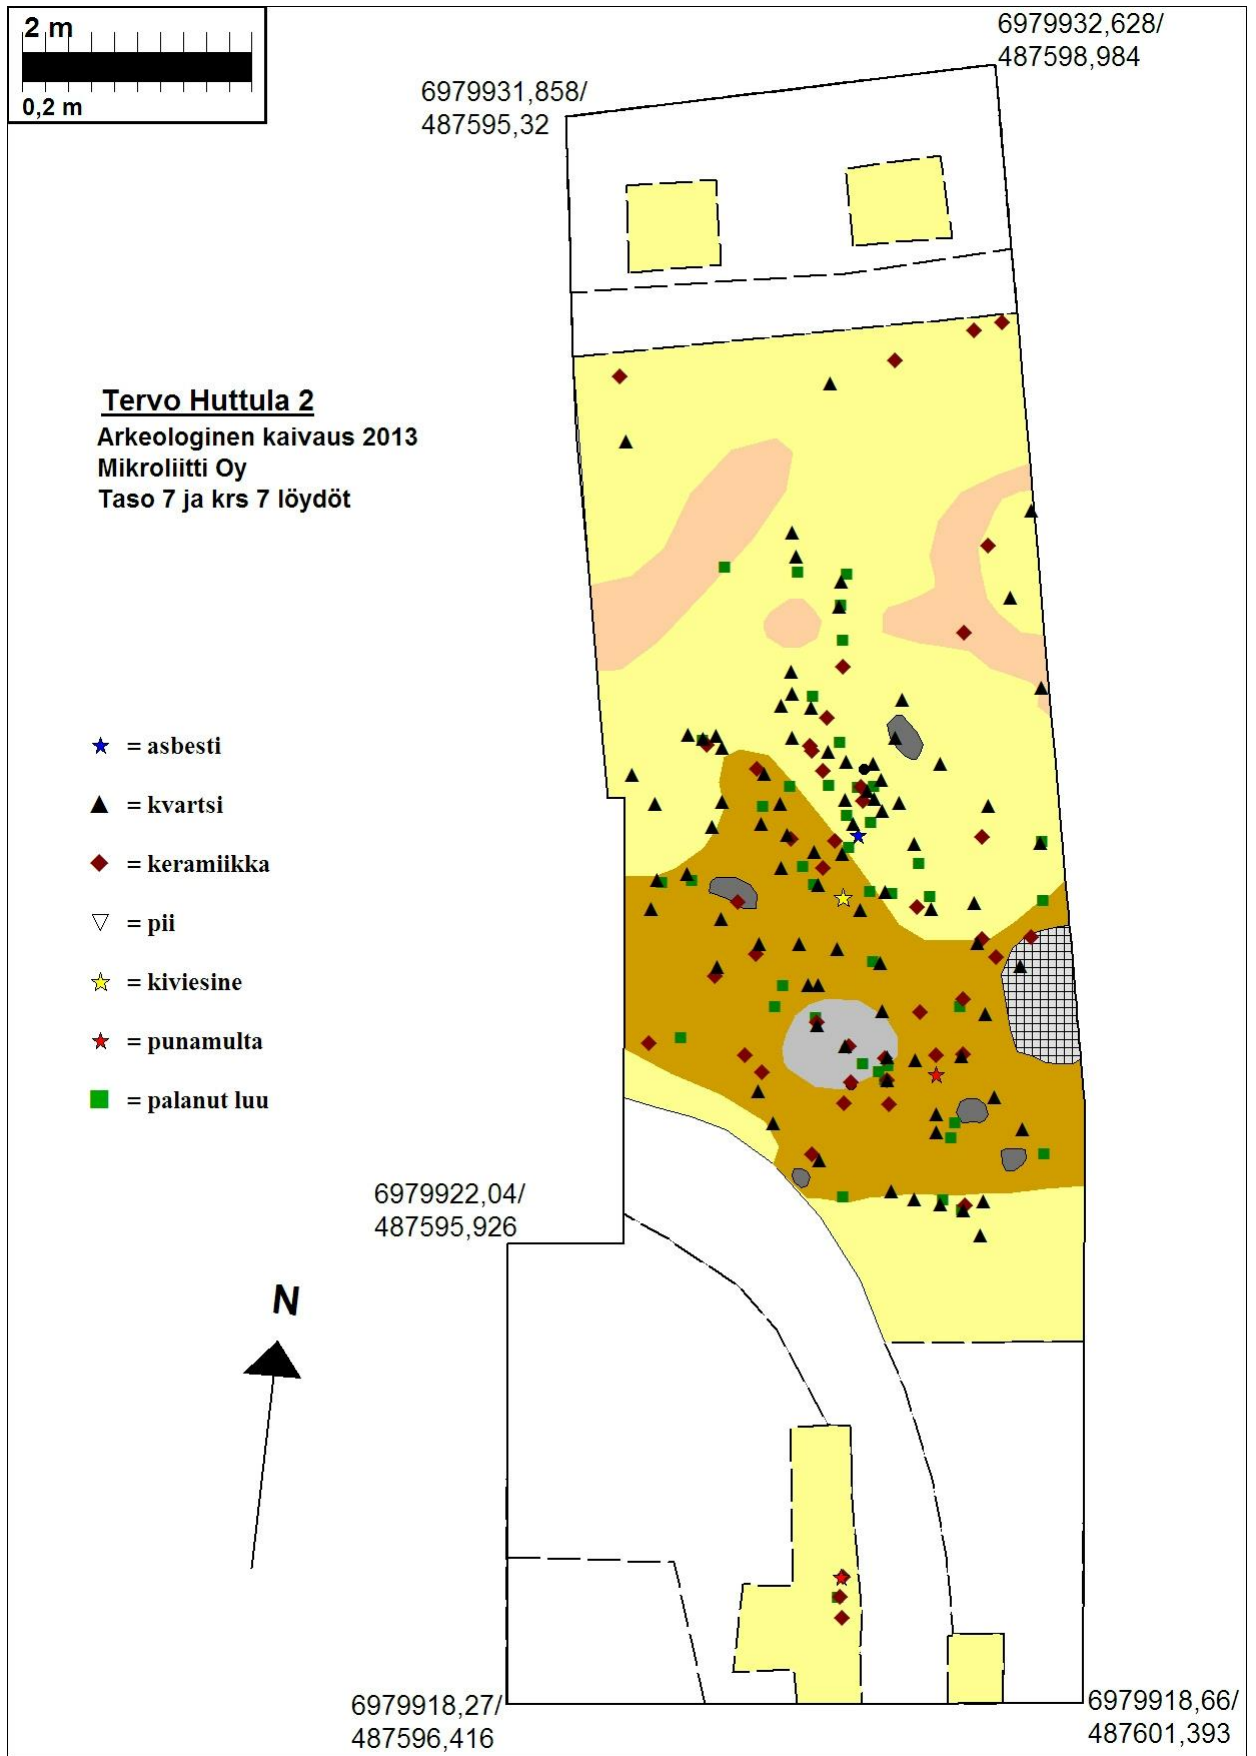 2 m
0,2 m
6979932,628/
487598,984
6979931,858/
487595,32
Tervo Huttula 2
Arkeologinen kaivaus 2013
Mikroliitti Oy
Taso 7 ja krs 7 löydöt
= asbesti
= kvartsi
= keramiikka
= pii
= kiviesine
= punamulta
= palanut luu
6979922,04/
487595,926
N
6979918,27/
487596,416
6979918,66/
487601,393